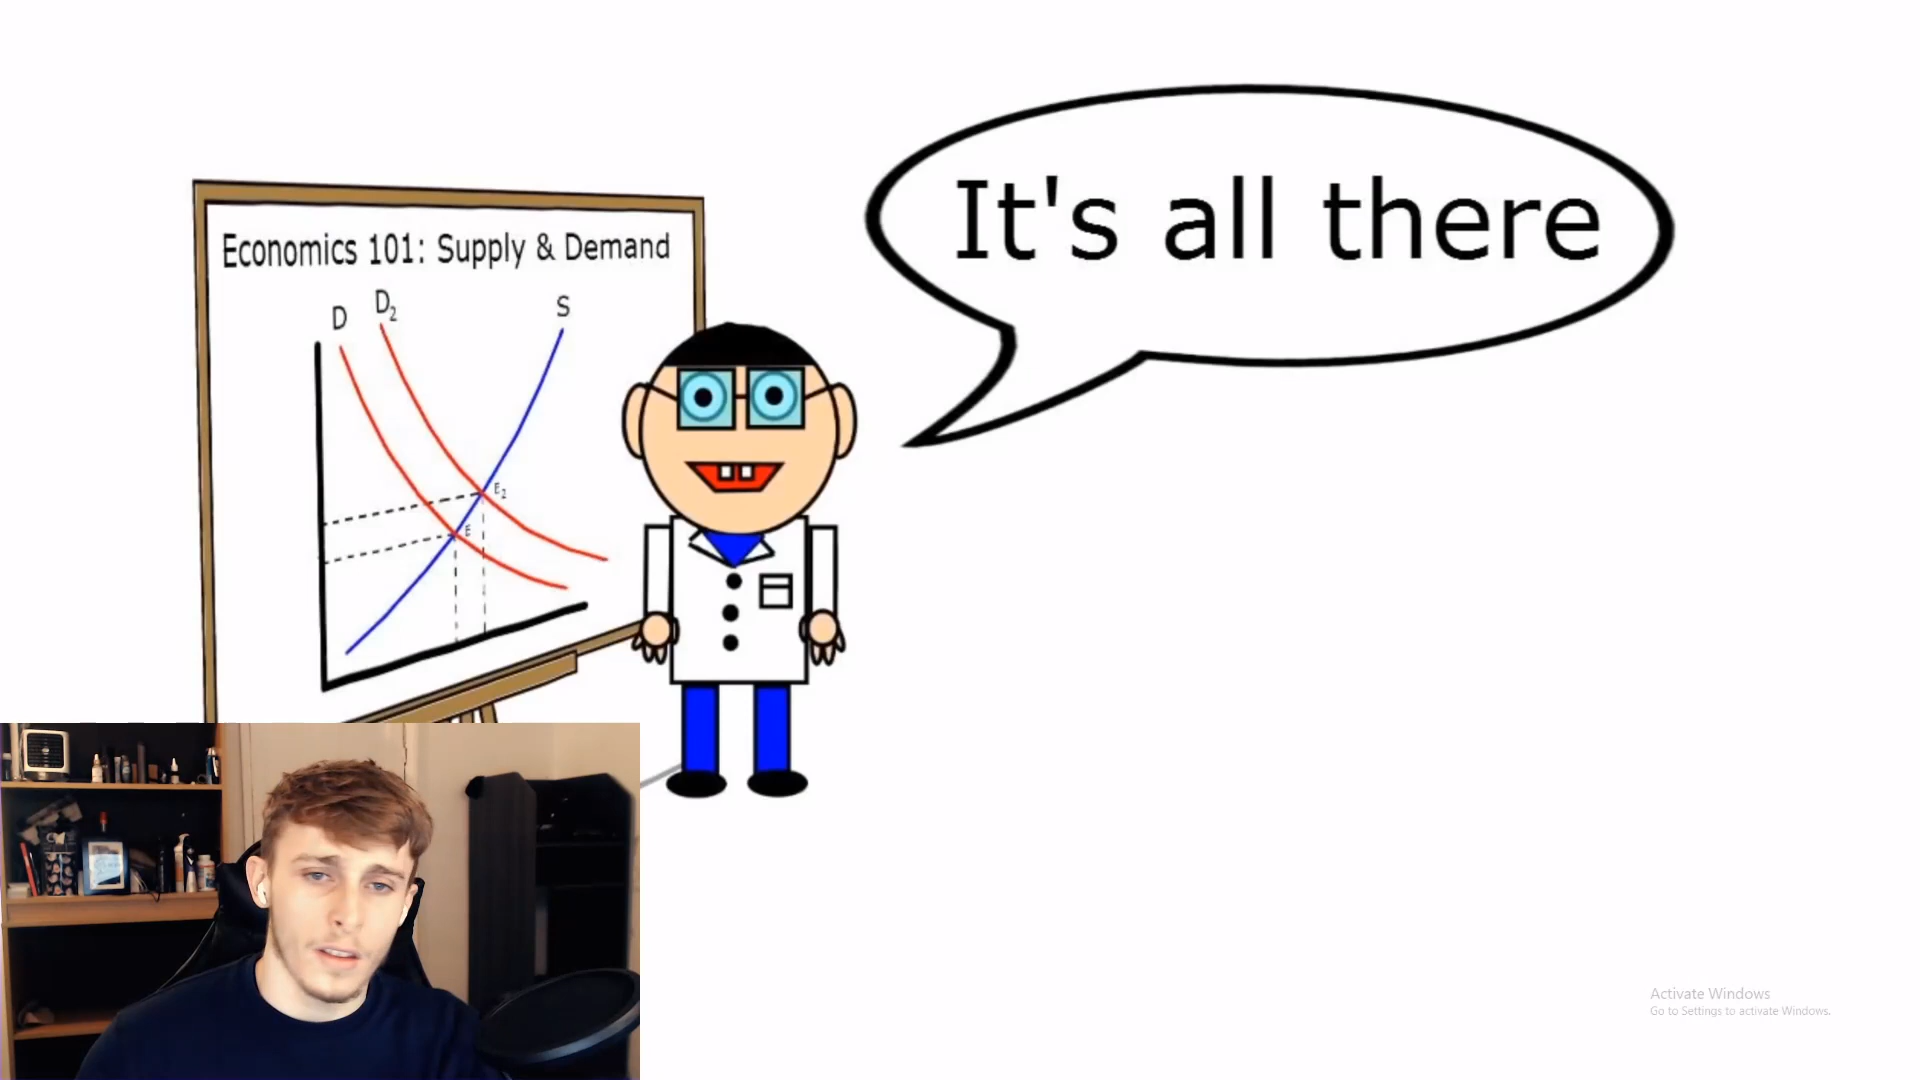 It's all there
Economics 101: Supply & Demand
D
D₂
S
E₂
E
Activate Windows
Go to Settings to activate Windows.